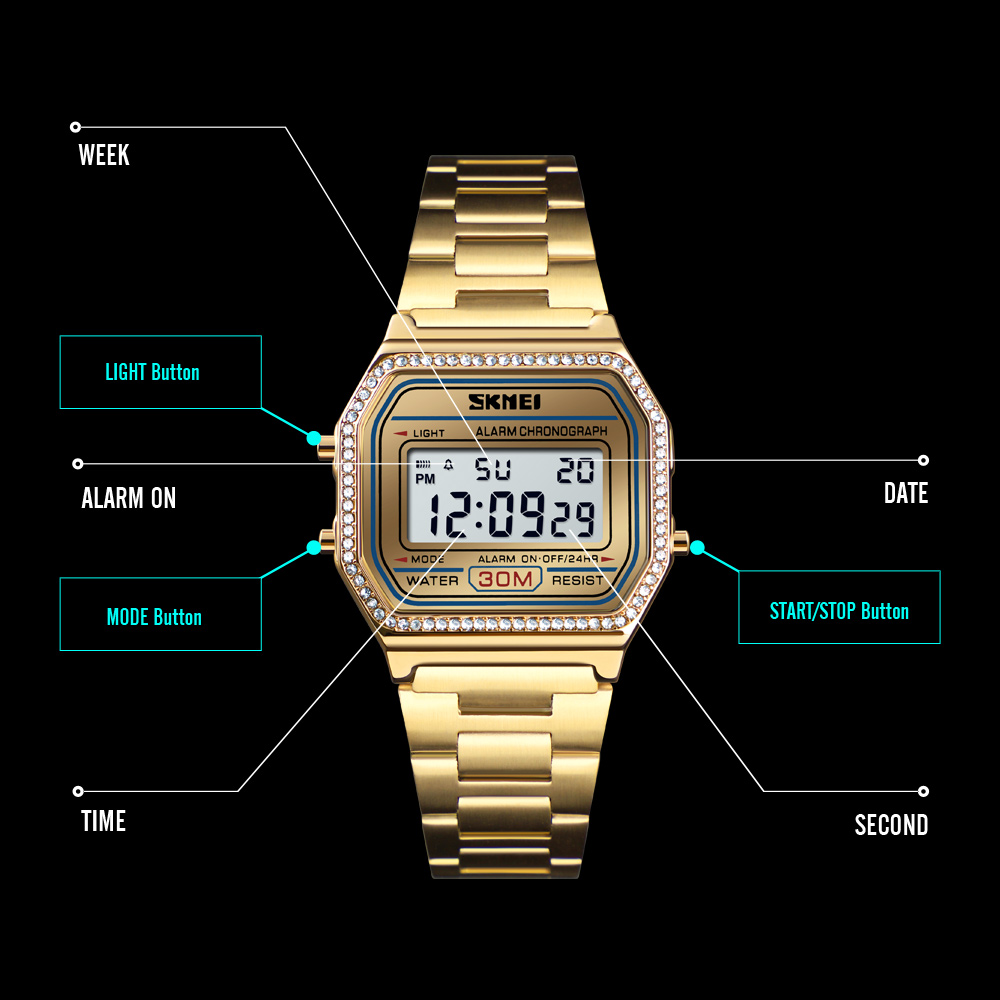 WEEK
LIGHT Button
SKMEI
LIGHT ALARM CHRONOGRAPH
SU 20
PM
12:09 29
ALARM ON
DATE
MODE ALARM ON·OFF/24HR
WATER 30M RESIST
MODE Button
START/STOP Button
TIME
SECOND